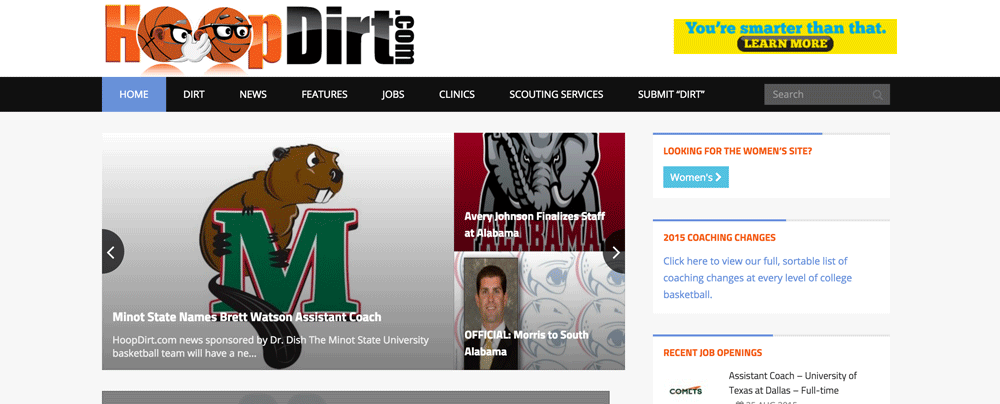 HoopDirt.com
You're smarter than that.
LEARN MORE
HOME DIRT NEWS FEATURES JOBS CLINICS SCOUTING SERVICES SUBMIT “DIRT” Search
M
Minot State Names Brett Watson Assistant Coach
HoopDirt.com news sponsored by Dr. Dish The Minot State University
basketball team will have a ne...
ALABAMA
Avery Johnson Finalizes Staff
at Alabama
OFFICIAL: Morris to South
Alabama
LOOKING FOR THE WOMEN'S SITE?
Women's
2015 COACHING CHANGES
Click here to view our full, sortable list of
coaching changes at every level of college
basketball.
RECENT JOB OPENINGS
COMETS
Assistant Coach – University of
Texas at Dallas – Full-time
26 AUG 2015